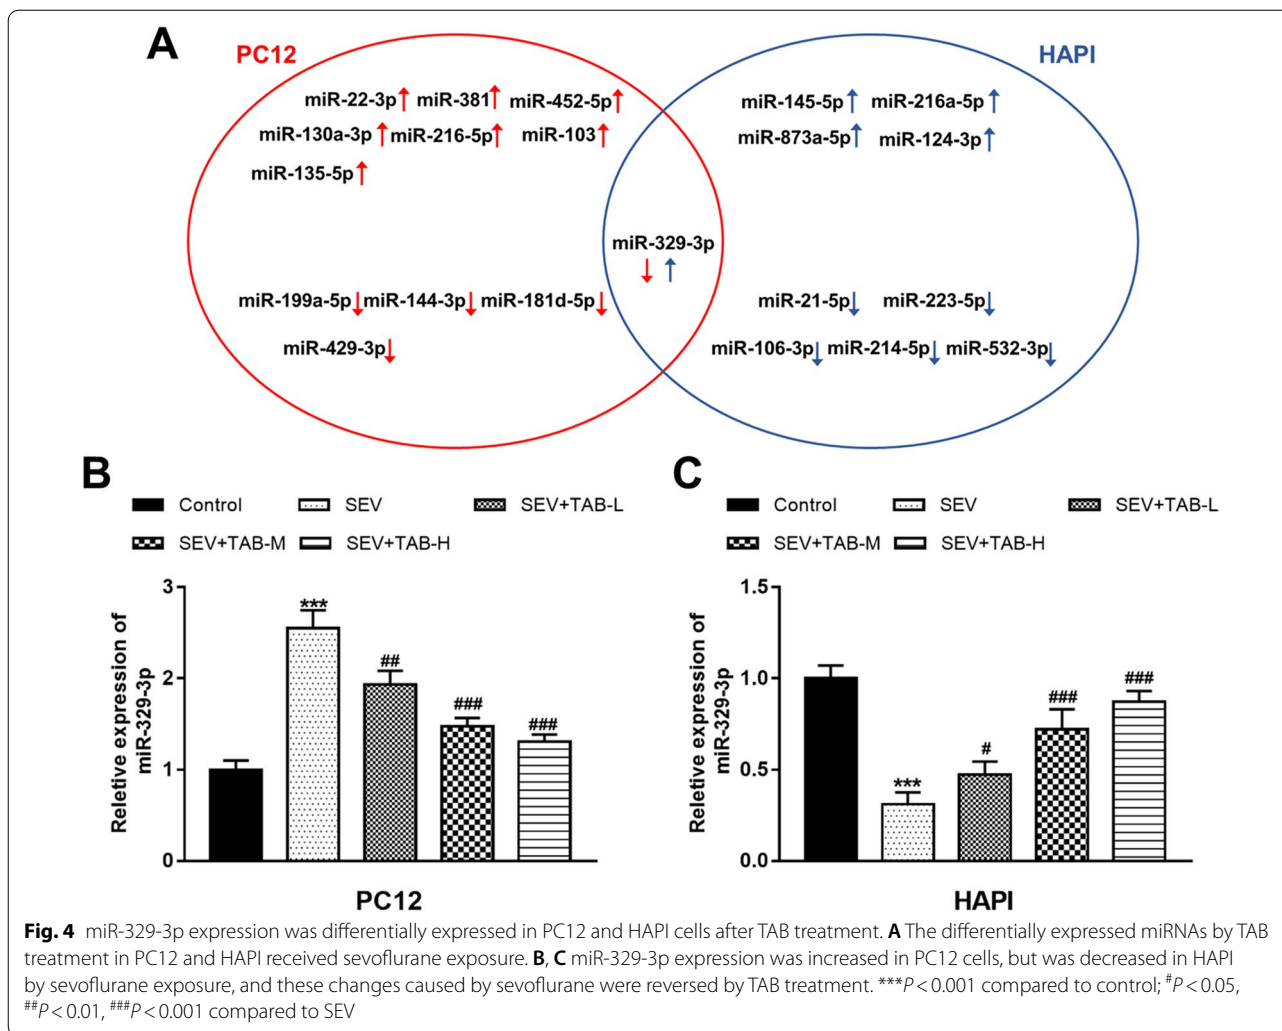 A
PC12
HAPI
miR-22-3p↑ miR-381↑ miR-452-5p↑
miR-130a-3p↑ miR-216-5p↑ miR-103↑
miR-135-5p↑
miR-145-5p↑ miR-216a-5p↑
miR-873a-5p↑ miR-124-3p↑
miR-329-3p
↓ ↑
miR-199a-5p↓ miR-144-3p↓ miR-181d-5p↓
miR-429-3p↓
miR-21-5p↓ miR-223-5p↓
miR-106-3p↓ miR-214-5p↓ miR-532-3p↓
B
Control SEV SEV+TAB-L
SEV+TAB-M SEV+TAB-H
Reletive expression of
miR-329-3p
3
2
1
0
***
##
###
###
PC12
C
Control SEV SEV+TAB-L
SEV+TAB-M SEV+TAB-H
Reletive expression of
miR-329-3p
1.5
1.0
0.5
0.0
***
#
###
###
HAPI
Fig. 4 miR-329-3p expression was differentially expressed in PC12 and HAPI cells after TAB treatment. A The differentially expressed miRNAs by TAB
treatment in PC12 and HAPI received sevoflurane exposure. B, C miR-329-3p expression was increased in PC12 cells, but was decreased in HAPI
by sevoflurane exposure, and these changes caused by sevoflurane were reversed by TAB treatment. ***P < 0.001 compared to control; #P < 0.05,
##P < 0.01, ###P < 0.001 compared to SEV